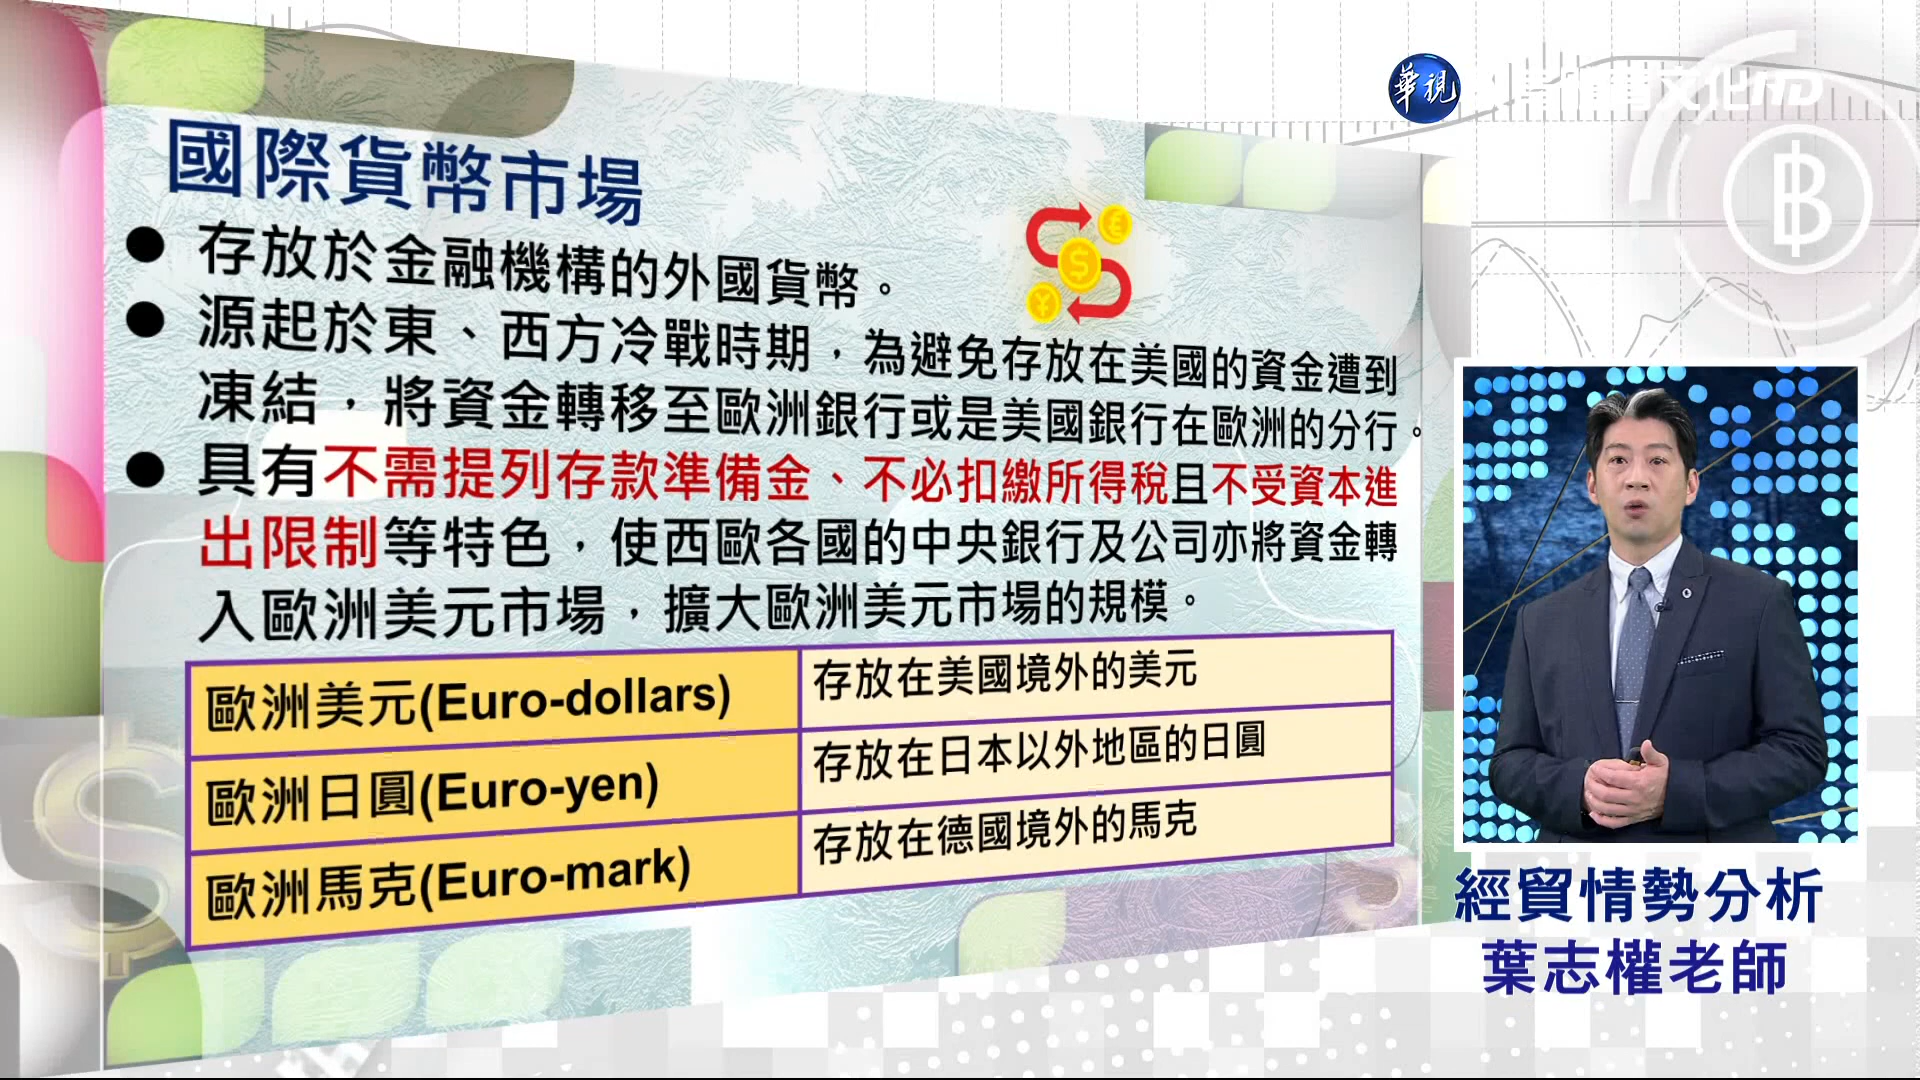 華視
文化HD
國際貨幣市場
● 存放於金融機構的外國貨幣。
● 源起於東、西方冷戰時期，為避免存放在美國的資金遭到
凍結，將資金轉移至歐洲銀行或是美國銀行在歐洲的分行。
● 具有不需提列存款準備金、不必扣繳所得稅且不受資本進
出限制等特色，使西歐各國的中央銀行及公司亦將資金轉
入歐洲美元市場，擴大歐洲美元市場的規模。
歐洲美元(Euro-dollars) 存放在美國境外的美元
歐洲日圓(Euro-yen) 存放在日本以外地區的日圓
歐洲馬克(Euro-mark) 存放在德國境外的馬克
經貿情勢分析
葉志權老師